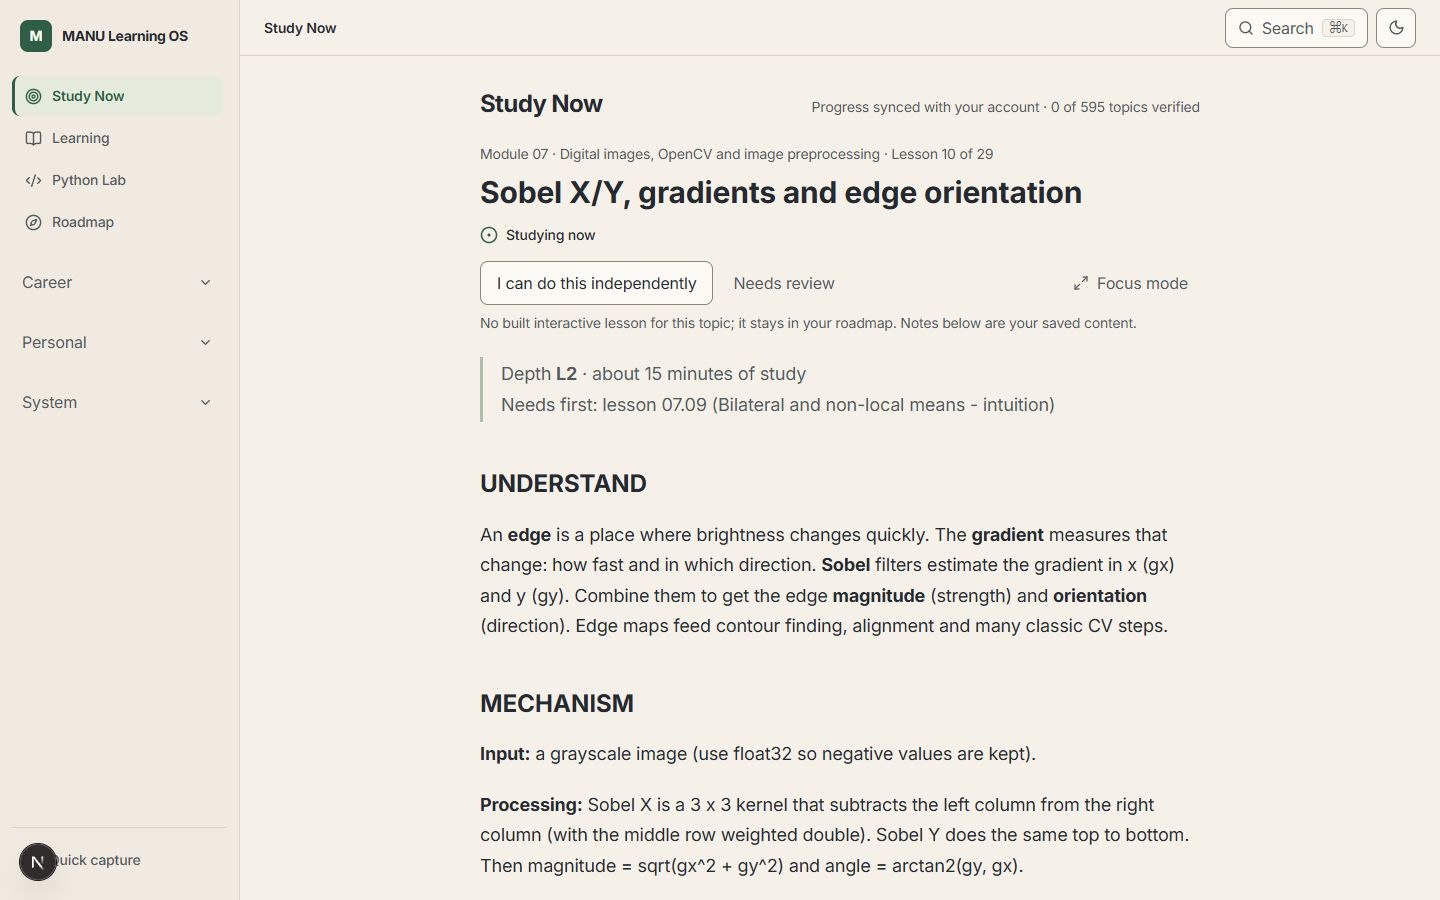 M MANU Learning OS
Study Now
Learning
Python Lab
Roadmap
Career
Personal
System
Quick capture
Study Now
Search ⌘K
Study Now
Progress synced with your account · 0 of 595 topics verified
Module 07 · Digital images, OpenCV and image preprocessing · Lesson 10 of 29
Sobel X/Y, gradients and edge orientation
Studying now
I can do this independently
Needs review
Focus mode
No built interactive lesson for this topic; it stays in your roadmap. Notes below are your saved content.
Depth L2 · about 15 minutes of study
Needs first: lesson 07.09 (Bilateral and non-local means - intuition)
UNDERSTAND
An edge is a place where brightness changes quickly. The gradient measures that
change: how fast and in which direction. Sobel filters estimate the gradient in x (gx)
and y (gy). Combine them to get the edge magnitude (strength) and orientation
(direction). Edge maps feed contour finding, alignment and many classic CV steps.
MECHANISM
Input: a grayscale image (use float32 so negative values are kept).
Processing: Sobel X is a 3 x 3 kernel that subtracts the left column from the right
column (with the middle row weighted double). Sobel Y does the same top to bottom.
Then magnitude = sqrt(gx^2 + gy^2) and angle = arctan2(gy, gx).